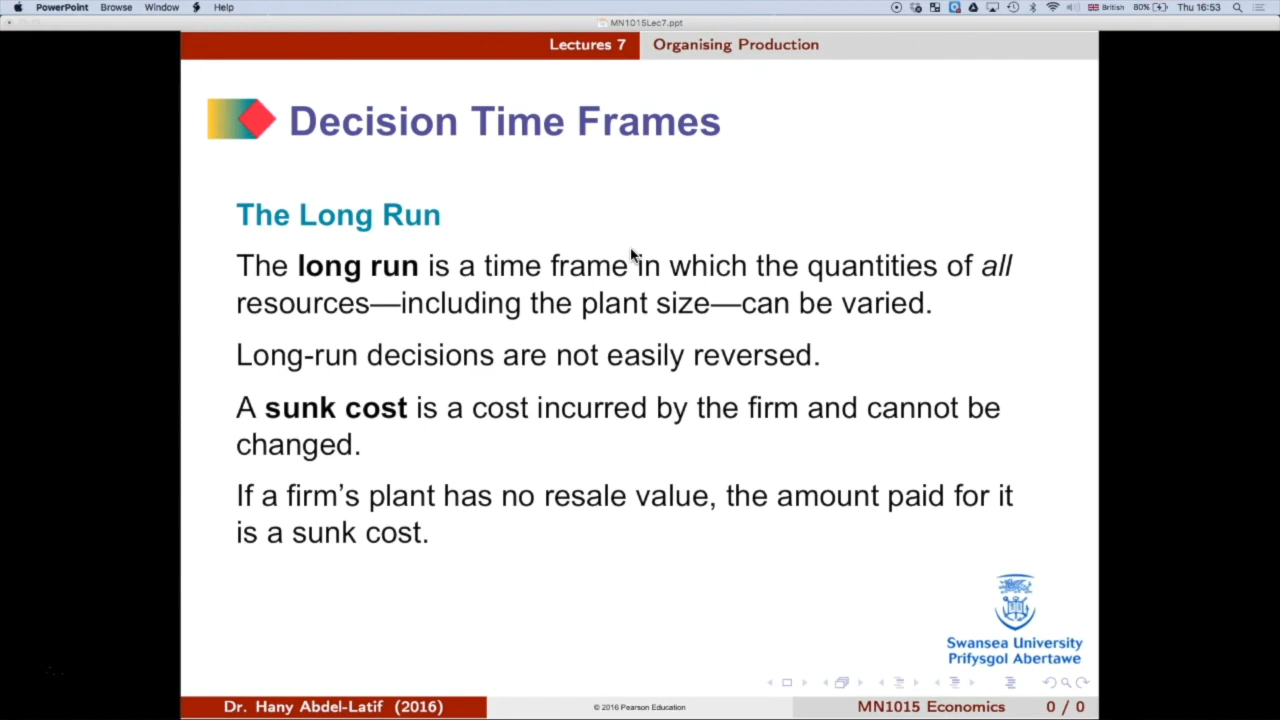 PowerPoint Browse Window Help British 80% Thu 16:53
MN1015Lec7.ppt
Lectures 7 Organising Production
Decision Time Frames
The Long Run
The long run is a time frame in which the quantities of all
resources—including the plant size—can be varied.
Long-run decisions are not easily reversed.
A sunk cost is a cost incurred by the firm and cannot be
changed.
If a firm’s plant has no resale value, the amount paid for it
is a sunk cost.
Swansea University
Prifysgol Abertawe
Dr. Hany Abdel-Latif (2016) © 2016 Pearson Education MN1015 Economics 0 / 0